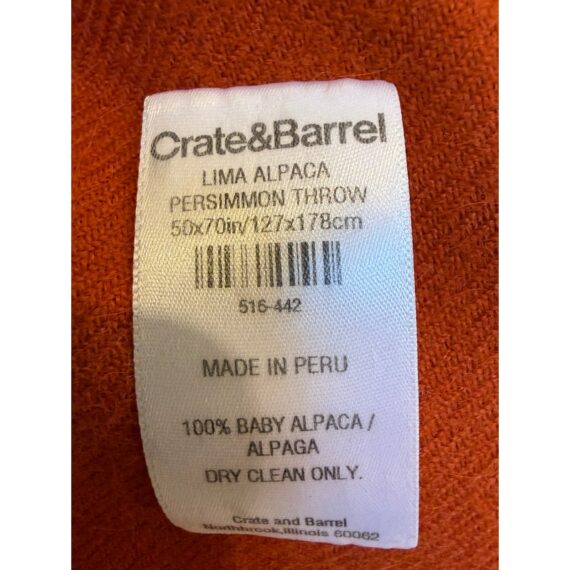 Crate&Barrel
LIMA ALPACA
PERSIMMON THROW
50x70in/127x178cm
516-442
MADE IN PERU
100% BABY ALPACA /
ALPAGA
DRY CLEAN ONLY.
Crate and Barrel
Northbrook,Illinois 60062